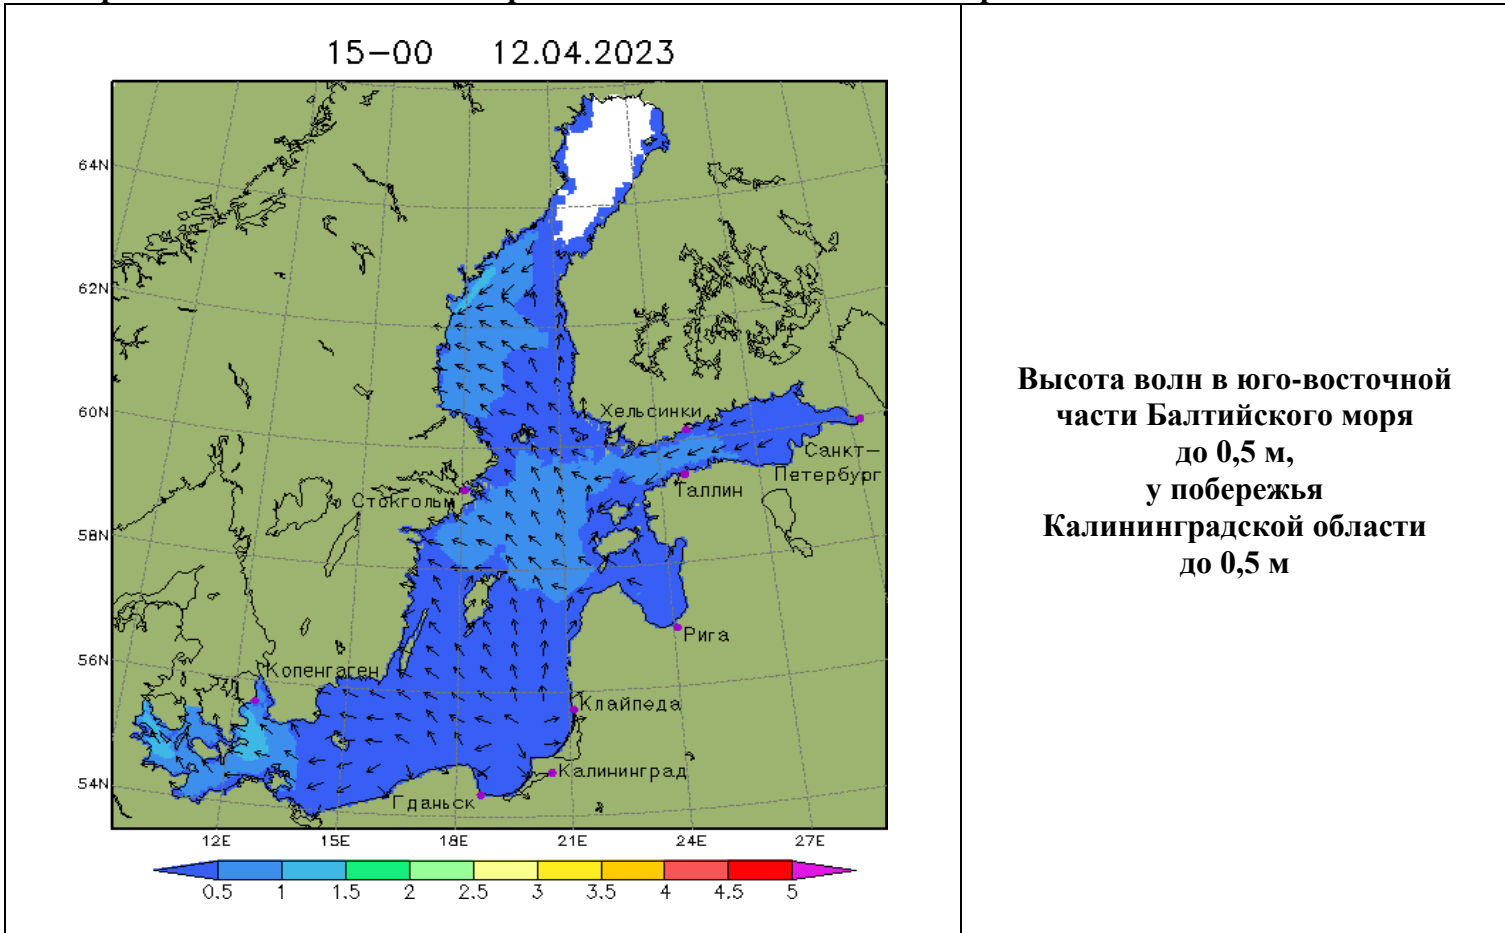 15-00 12.04.2023
64N
62N
60N
58N
56N
54N
Хельсинки
Санкт-
Петербург
Таллин
Стокгольм
Рига
Копенгаген
Клайпеда
Калининград
Гданьск
12E 15E 18E 21E 24E 27E
0.5 1 1.5 2 2.5 3 3.5 4 4.5 5
Высота волн в юго-восточной
части Балтийского моря
до 0,5 м,
у побережья
Калининградской области
до 0,5 м